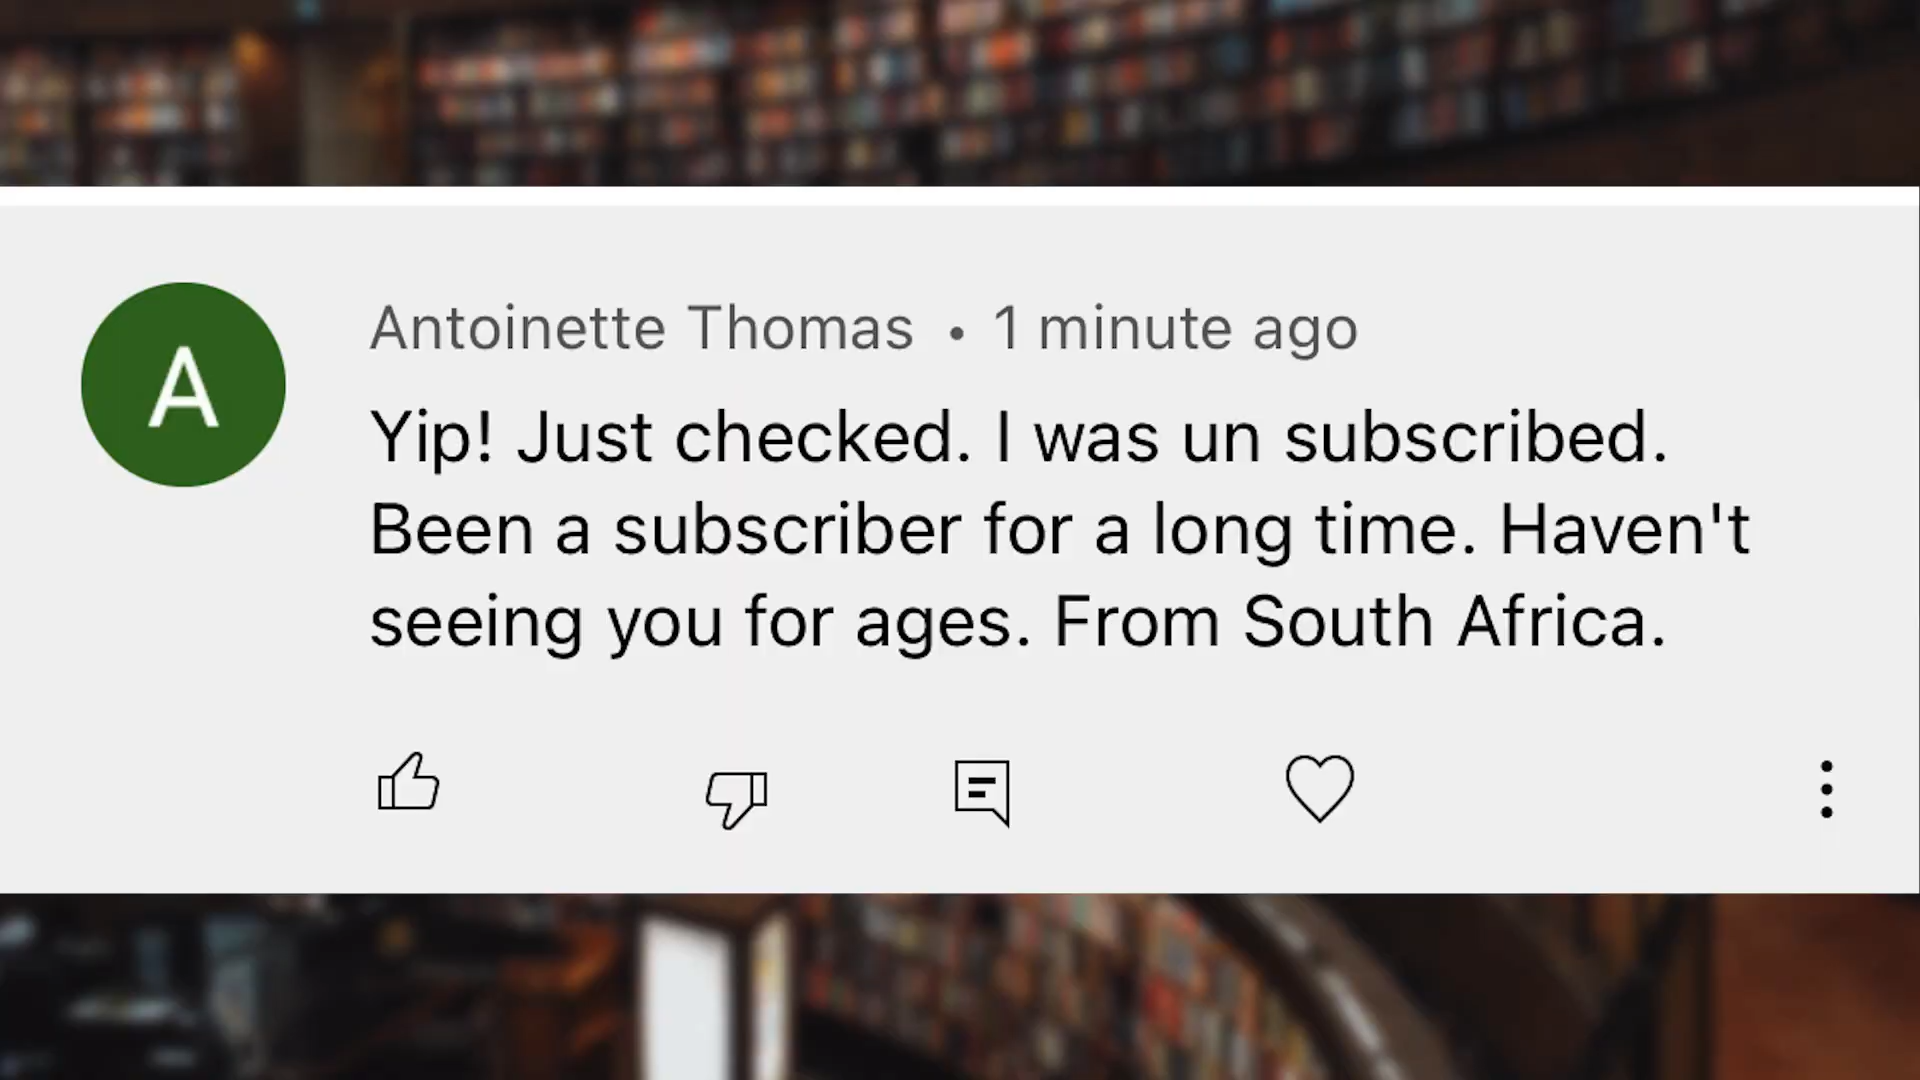 A
Antoinette Thomas • 1 minute ago
Yip! Just checked. I was un subscribed.
Been a subscriber for a long time. Haven't
seeing you for ages. From South Africa.